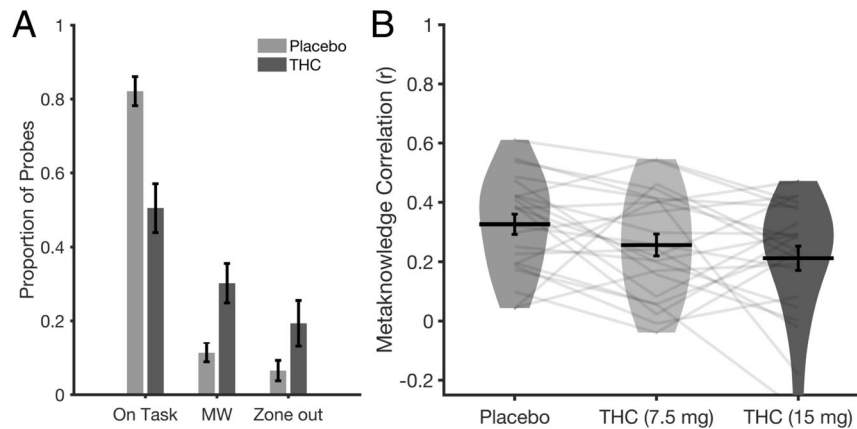 A
Proportion of Probes
1
0.8
0.6
0.4
0.2
0
Placebo
THC
On Task MW Zone out
B
Metaknowledge Correlation (r)
1
0.8
0.6
0.4
0.2
0
-0.2
Placebo THC (7.5 mg) THC (15 mg)